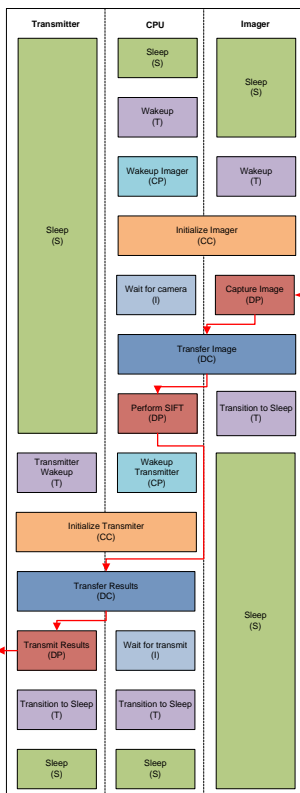 Transmitter
CPU
Imager
Sleep
(S)
Sleep
(S)
Wakeup
(T)
Wakeup Imager
(CP)
Wakeup
(T)
Sleep
(S)
Initialize Imager
(CC)
Wait for camera
(I)
Capture Image
(DP)
Transfer Image
(DC)
Perform SIFT
(DP)
Transition to Sleep
(T)
Transmitter
Wakeup
(T)
Wakeup
Transmitter
(CP)
Initialize Transmiter
(CC)
Transfer Results
(DC)
Sleep
(S)
Transmit Results
(DP)
Wait for transmit
(I)
Transition to Sleep
(T)
Transition to Sleep
(T)
Sleep
(S)
Sleep
(S)